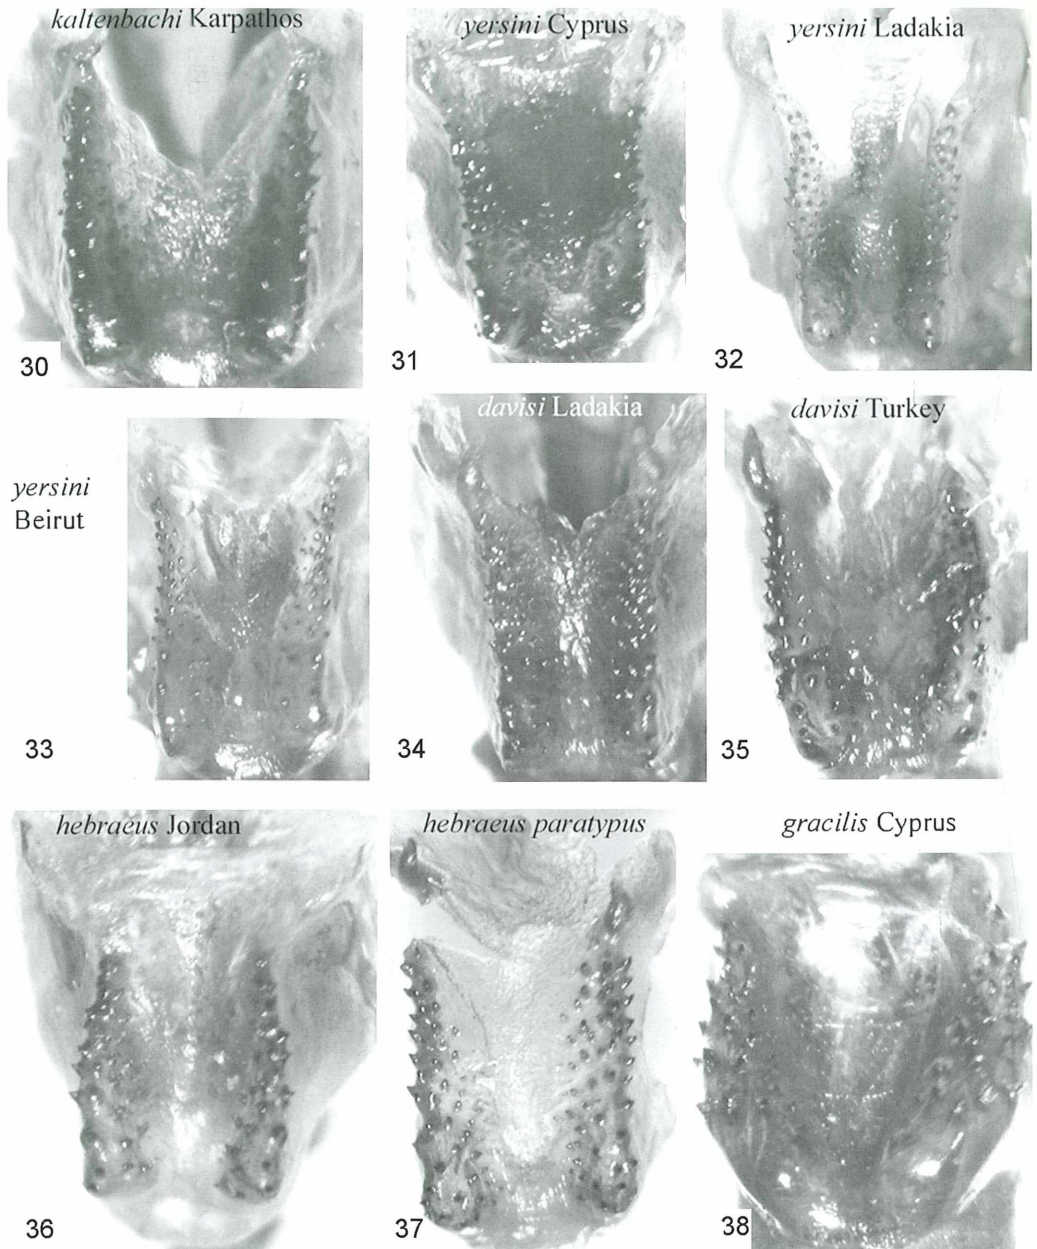 kaltenbachi Karpathos
yersini Cyprus
yersini Ladakia
30
31
32
yersini
Beirut
davisi Ladakia
davisi Turkey
33
34
35
hebraeus Jordan
hebraeus paratypus
gracilis Cyprus
36
37
38